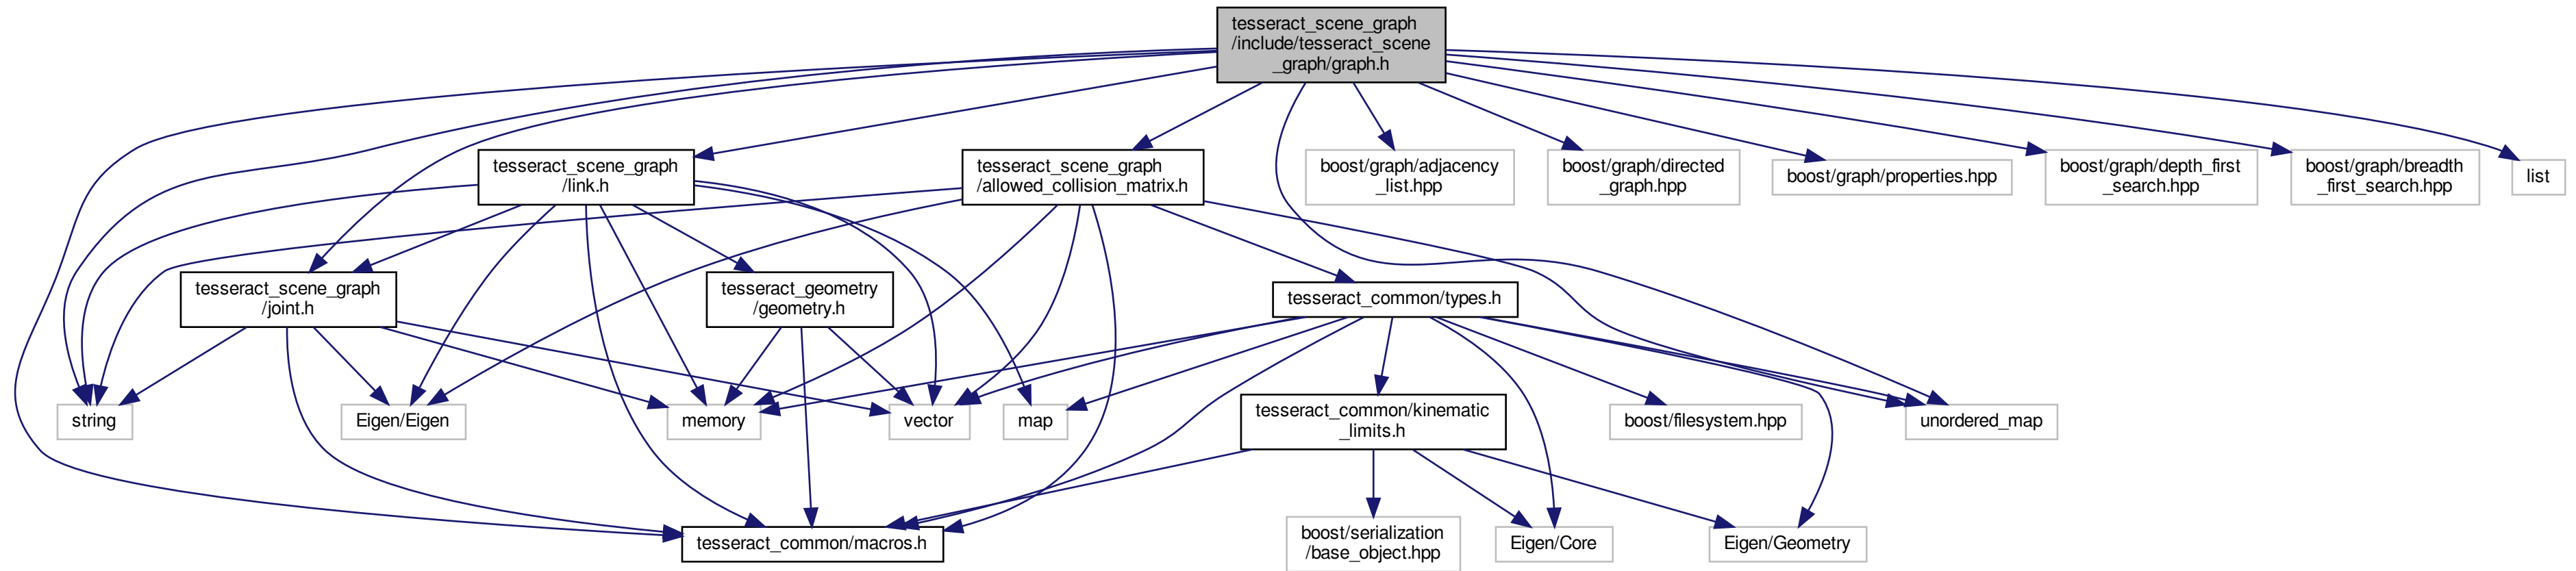 tesseract_scene_graph
/include/tesseract_scene
_graph/graph.h
tesseract_scene_graph
/link.h
tesseract_scene_graph
/allowed_collision_matrix.h
boost/graph/adjacency
_list.hpp
boost/graph/directed
_graph.hpp
boost/graph/properties.hpp
boost/graph/depth_first
_search.hpp
boost/graph/breadth
_first_search.hpp
list
tesseract_scene_graph
/joint.h
tesseract_geometry
/geometry.h
tesseract_common/types.h
string
Eigen/Eigen
memory
vector
map
tesseract_common/kinematic
_limits.h
boost/filesystem.hpp
unordered_map
tesseract_common/macros.h
boost/serialization
/base_object.hpp
Eigen/Core
Eigen/Geometry